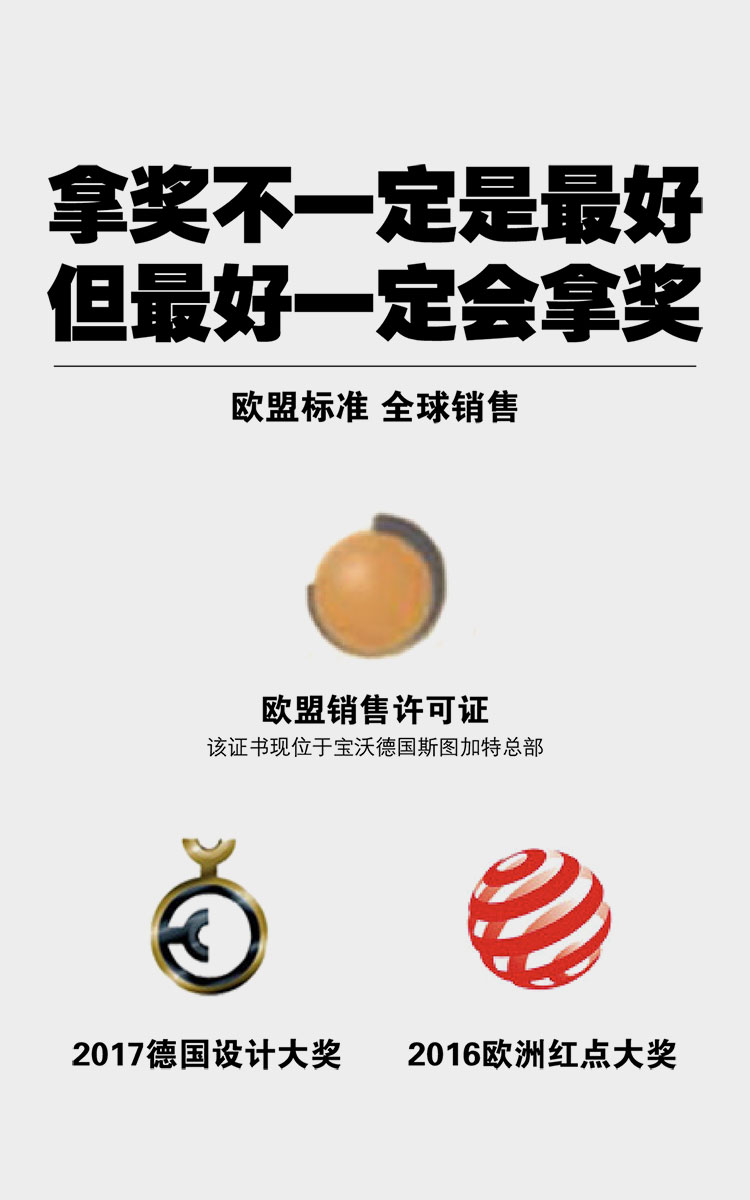 拿奖不一定是最好
但最好一定会拿奖
欧盟标准 全球销售
欧盟销售许可证
该证书现位于宝沃德国斯图加特总部
2017德国设计大奖
2016欧洲红点大奖